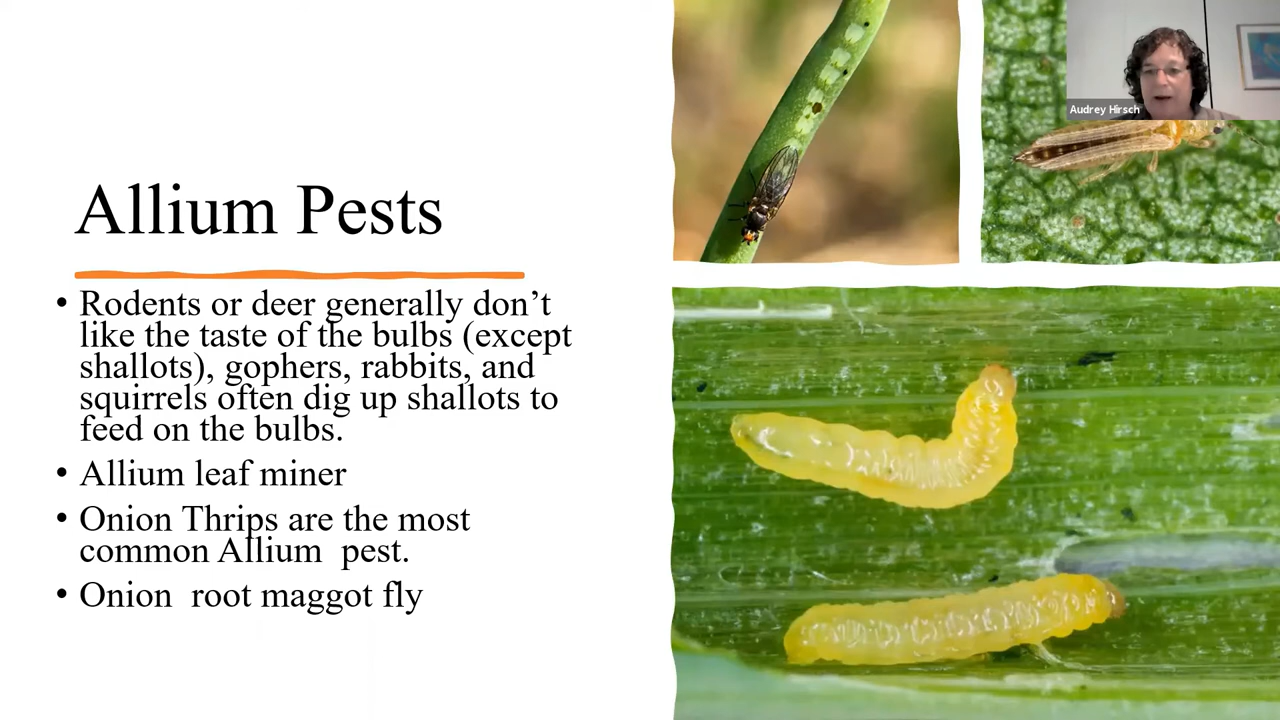 Audrey Hirsch
Allium Pests
• Rodents or deer generally don’t
like the taste of the bulbs (except
shallots), gophers, rabbits, and
squirrels often dig up shallots to
feed on the bulbs.
• Allium leaf miner
• Onion Thrips are the most
common Allium  pest.
• Onion  root maggot fly